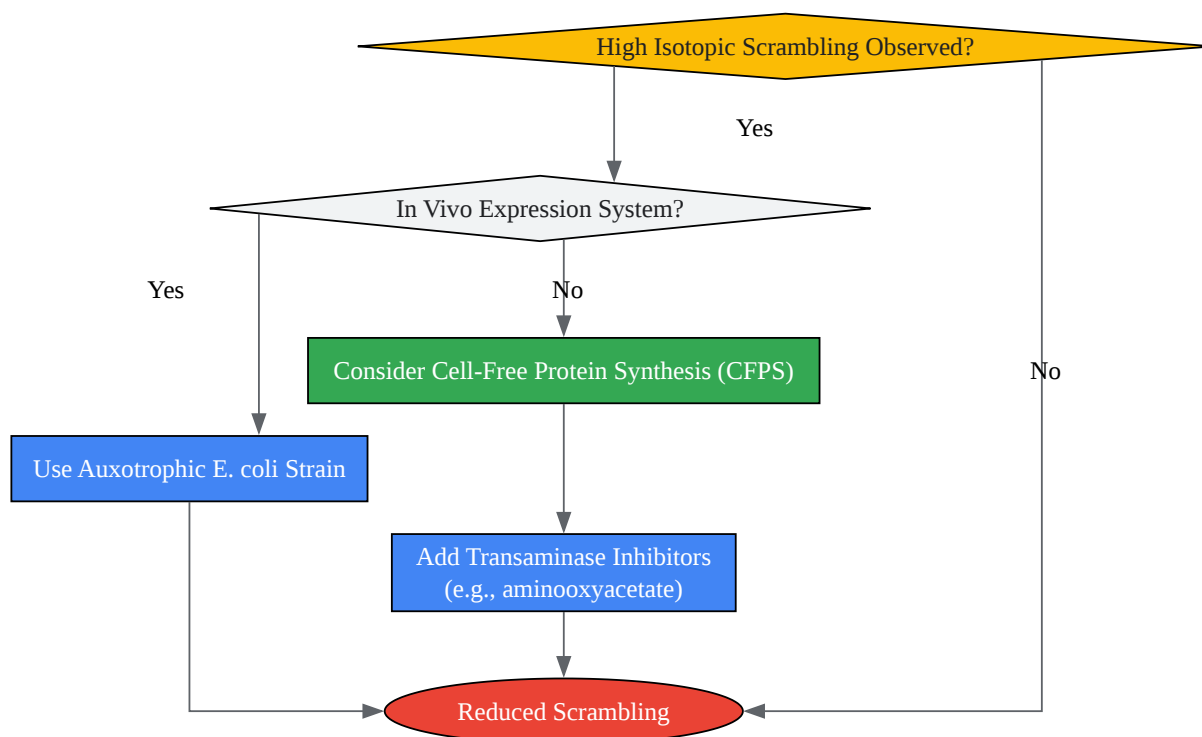 High Isotopic Scrambling Observed?
Yes
In Vivo Expression System?
Yes
No
Consider Cell-Free Protein Synthesis (CFPS)
No
Use Auxotrophic E. coli Strain
Add Transaminase Inhibitors
(e.g., aminooxyacetate)
Reduced Scrambling